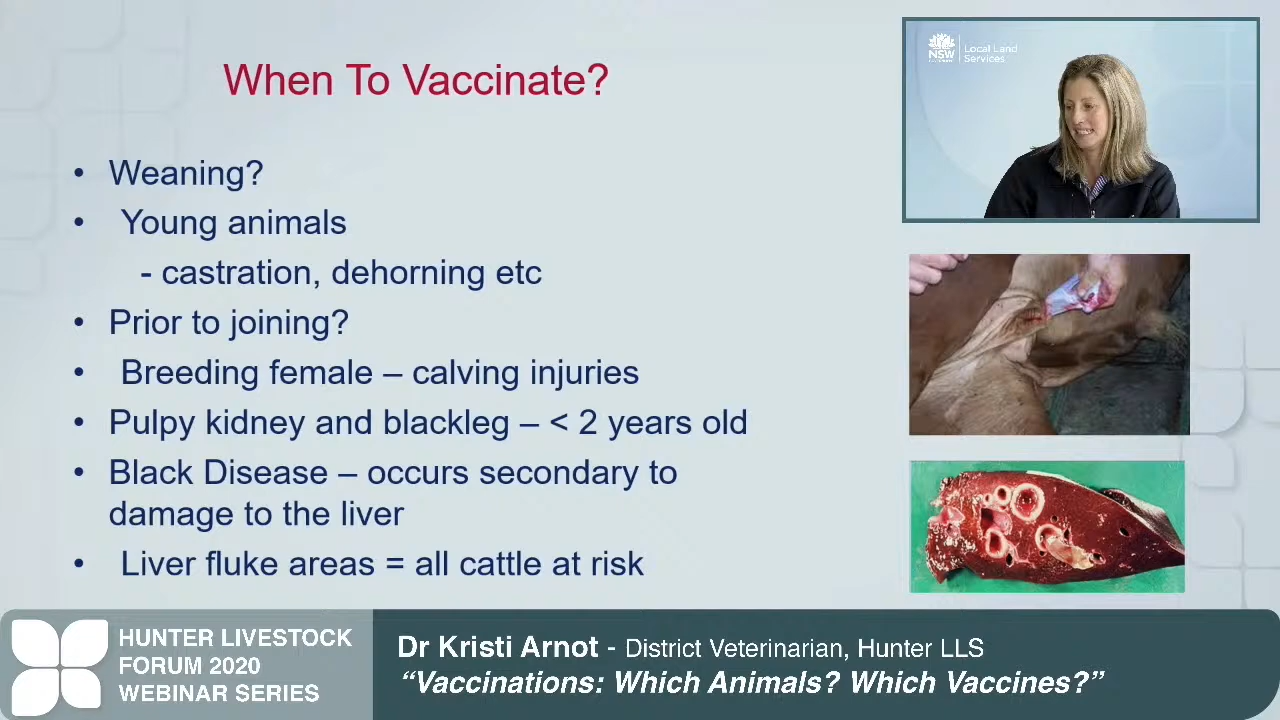 When To Vaccinate?
• Weaning?
• Young animals
- castration, dehorning etc
• Prior to joining?
• Breeding female – calving injuries
• Pulpy kidney and blackleg – < 2 years old
• Black Disease – occurs secondary to
damage to the liver
• Liver fluke areas = all cattle at risk
NSW
Local Land
Services
HUNTER LIVESTOCK
FORUM 2020
WEBINAR SERIES
Dr Kristi Arnot - District Veterinarian, Hunter LLS
“Vaccinations: Which Animals? Which Vaccines?”